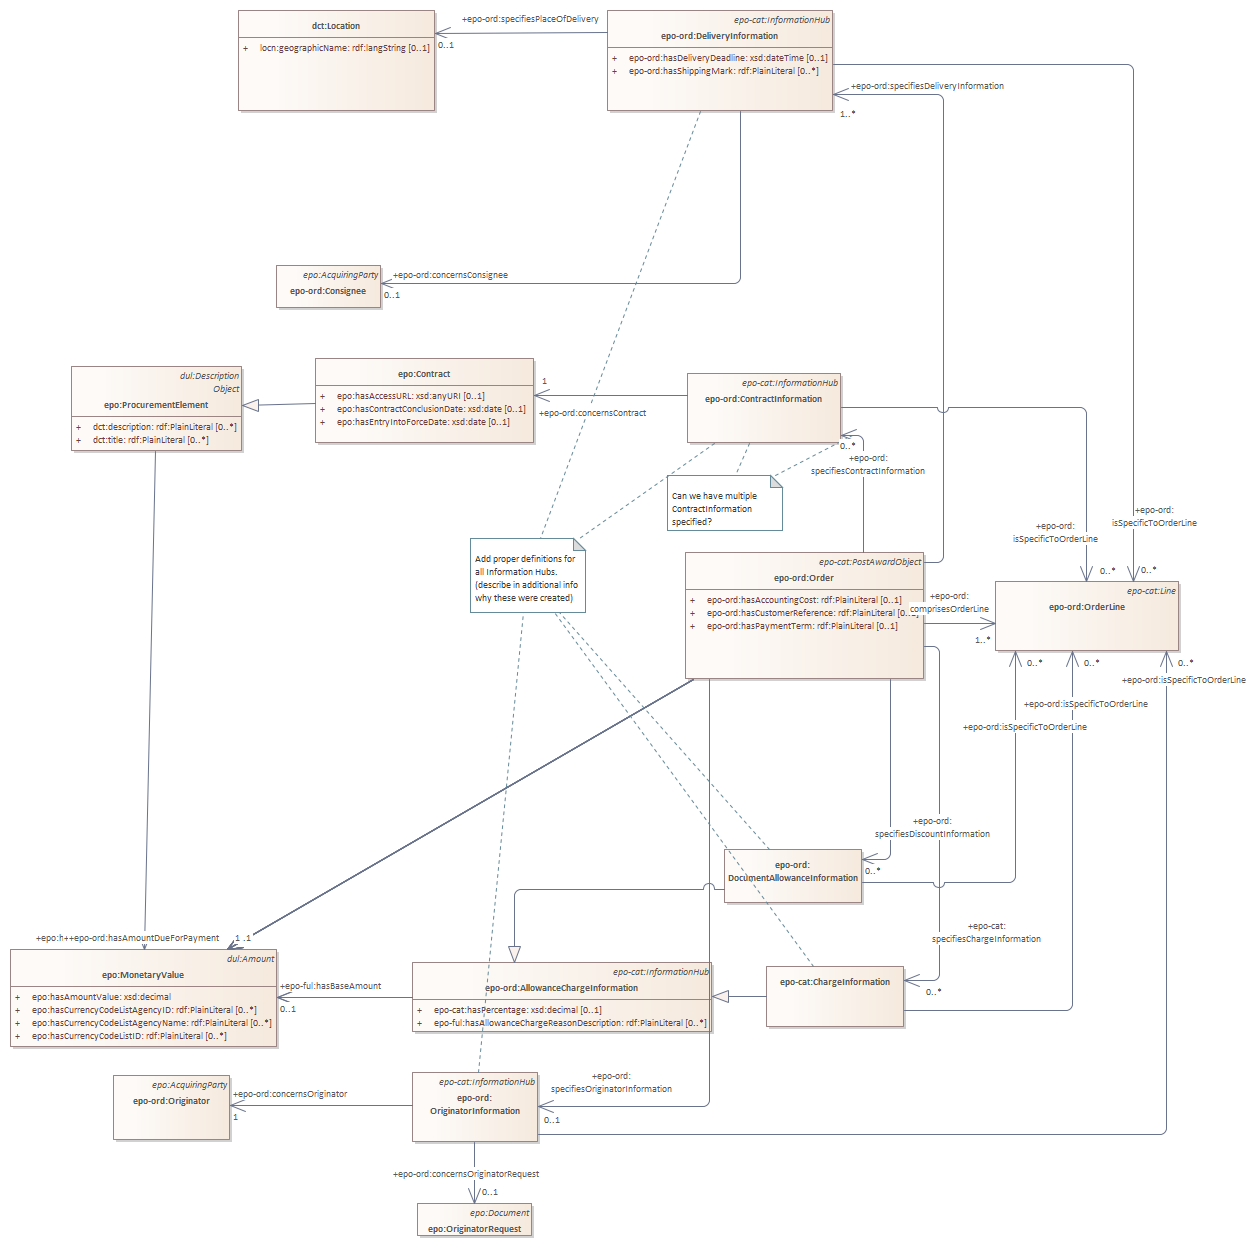 dct:Location
+ locn:geographicName: rdf:langString [0..1]
+epo-ord:specifiesPlaceOfDelivery
0..1
epo-cat:InformationHub
epo-ord:DeliveryInformation
+ epo-ord:hasDeliveryDeadline: xsd:dateTime [0..1]
+ epo-ord:hasShippingMark: rdf:PlainLiteral [0..*]
+epo-ord:specifiesDeliveryInformation
1..*
epo:AcquiringParty
epo-ord:Consignee
+epo-ord:concernsConsignee
0..1
dul:Description
Object
epo:ProcurementElement
+ dct:description: rdf:PlainLiteral [0..*]
+ dct:title: rdf:PlainLiteral [0..*]
epo:Contract
+ epo:hasAccessURL: xsd:anyURI [0..1]
+ epo:hasContractConclusionDate: xsd:date [0..1]
+ epo:hasEntryIntoForceDate: xsd:date [0..1]
1
+epo-ord:concernsContract
epo-cat:InformationHub
epo-ord:ContractInformation
0..*
+epo-ord:
specifiesContractInformation
Can we have multiple
ContractInformation
specified?
Add proper definitions for
all Information Hubs.
(describe in additional info
why these were created)
+epo-ord:
isSpecificToOrderLine
0..*
+epo-ord:
isSpecificToOrderLine
0..*
epo-cat:PostAwardObject
epo-ord:Order
+ epo-ord:hasAccountingCost: rdf:PlainLiteral [0..1]
+ epo-ord:hasCustomerReference: rdf:PlainLiteral [0..
+ epo-ord:hasPaymentTerm: rdf:PlainLiteral [0..1]
+epo-ord:
comprisesOrderLine
1..*
epo-cat:Line
epo-ord:OrderLine
0..*
0..*
0..*
+epo-ord:isSpecificToOrderLine
+epo-ord:isSpecificToOrderLine
+epo-ord:isSpecificToOrderLine
+epo-ord:
specifiesDiscountInformation
0..*
epo-ord:
DocumentAllowanceInformation
+epo-cat:
specifiesChargeInformation
0..*
epo-cat:ChargeInformation
+epo:h++epo-ord:hasAmountDueForPayment
1 .1
dul:Amount
epo:MonetaryValue
+ epo:hasAmountValue: xsd:decimal
+ epo:hasCurrencyCodeListAgencyID: rdf:PlainLiteral [0..*]
+ epo:hasCurrencyCodeListAgencyName: rdf:PlainLiteral [0..*]
+ epo:hasCurrencyCodeListID: rdf:PlainLiteral [0..*]
+epo-ful:hasBaseAmount
0..1
epo-cat:InformationHub
epo-ord:AllowanceChargeInformation
+ epo-cat:hasPercentage: xsd:decimal [0..1]
+ epo-ful:hasAllowanceChargeReasonDescription: rdf:PlainLiteral [0..*]
epo:AcquiringParty
epo-ord:Originator
+epo-ord:concernsOriginator
1
epo-cat:InformationHub
epo-ord:
OriginatorInformation
+epo-ord:
specifiesOriginatorInformation
0..1
+epo-ord:concernsOriginatorRequest
0..1
epo:Document
epo:OriginatorRequest